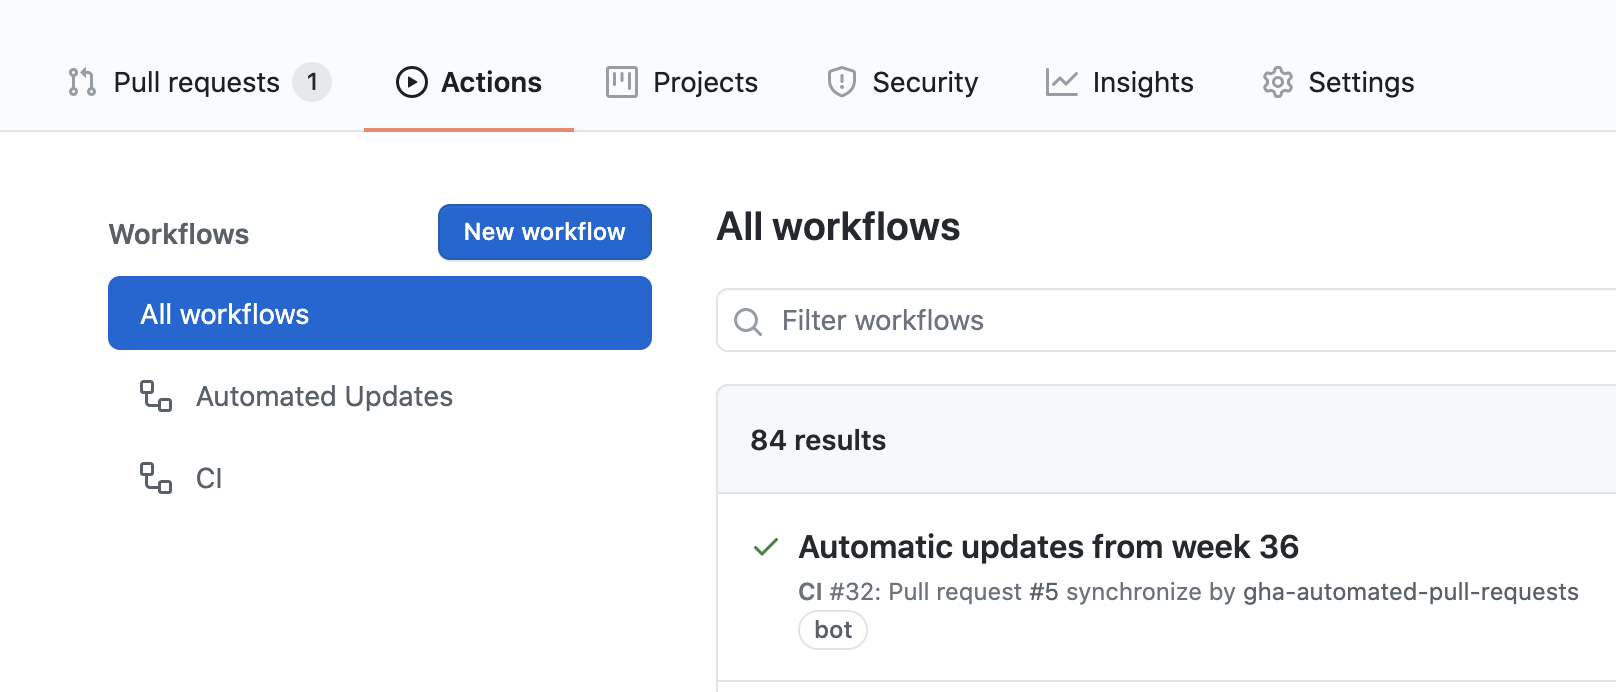 Pull requests 1 Actions Projects Security Insights Settings
Workflows
New workflow
All workflows
Automated Updates
CI
All workflows
Filter workflows
84 results
Automatic updates from week 36
CI #32: Pull request #5 synchronize by gha-automated-pull-requests
bot